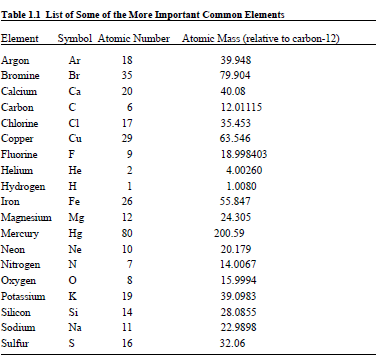 Table 1.1 List of Some of the More Important Common Elements
Element Symbol Atomic Number Atomic Mass (relative to carbon-12)
Argon Ar 18 39.948
Bromine Br 35 79.904
Calcium Ca 20 40.08
Carbon C 6 12.01115
Chlorine Cl 17 35.453
Copper Cu 29 63.546
Fluorine F 9 18.998403
Helium He 2 4.00260
Hydrogen H 1 1.0080
Iron Fe 26 55.847
Magnesium Mg 12 24.305
Mercury Hg 80 200.59
Neon Ne 10 20.179
Nitrogen N 7 14.0067
Oxygen O 8 15.9994
Potassium K 19 39.0983
Silicon Si 14 28.0855
Sodium Na 11 22.9898
Sulfur S 16 32.06